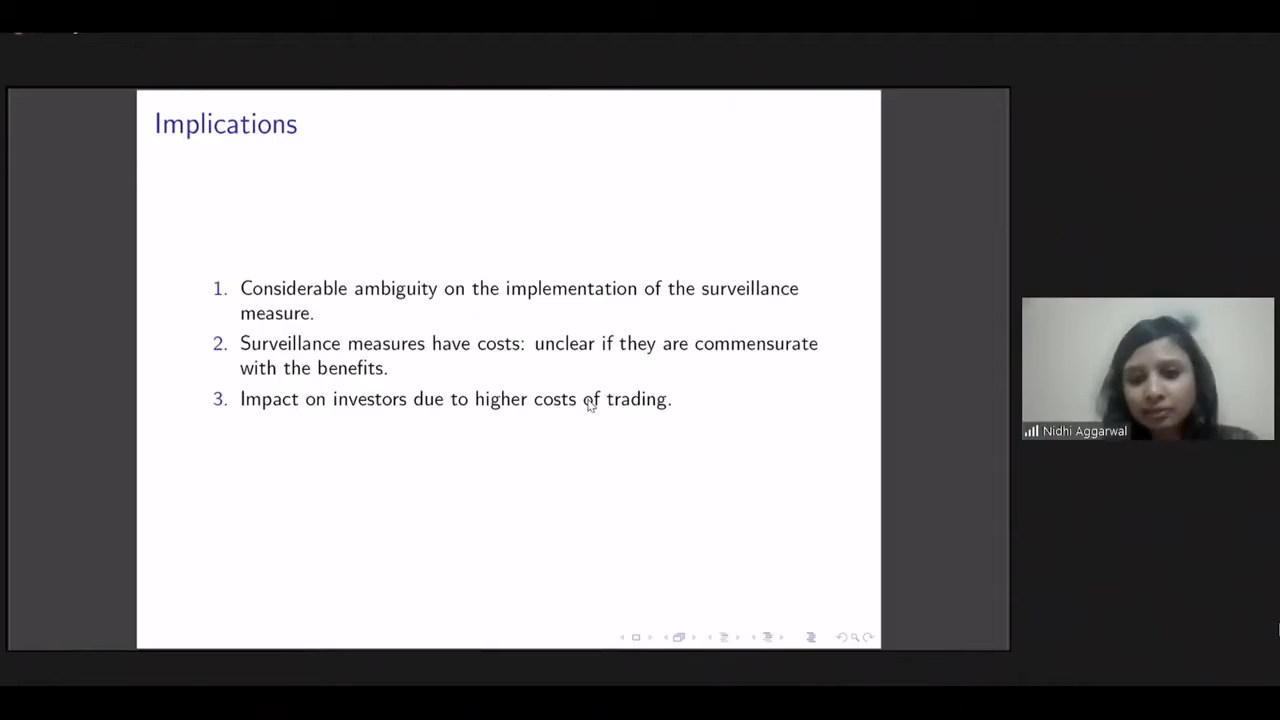 Implications
1. Considerable ambiguity on the implementation of the surveillance
measure.
2. Surveillance measures have costs: unclear if they are commensurate
with the benefits.
3. Impact on investors due to higher costs of trading.
Nidhi Aggarwal